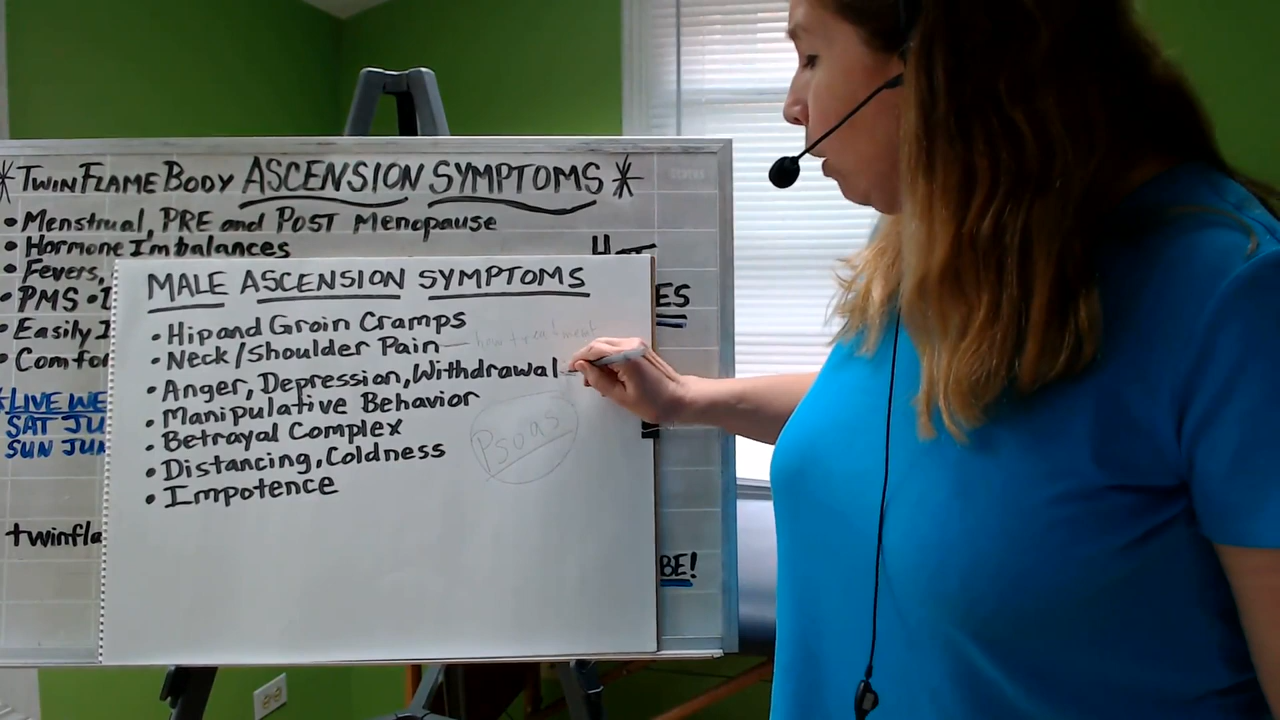 *TWIN FLAME BODY ASCENSION SYMPTOMS*
• Menstrual, PRE and POST Menopause
• Hormone Imbalances
• Fevers,
• PMS •
• Easily I
• Comfor
*LIVE WE
SAT JU
SUN JUN
twinfla
HOT
ES
BE!
MALE ASCENSION SYMPTOMS
• Hip and Groin Cramps
• Neck/Shoulder Pain —
• Anger, Depression, Withdrawal
• Manipulative Behavior
• Betrayal Complex
• Distancing, Coldness
• Impotence
Psoas